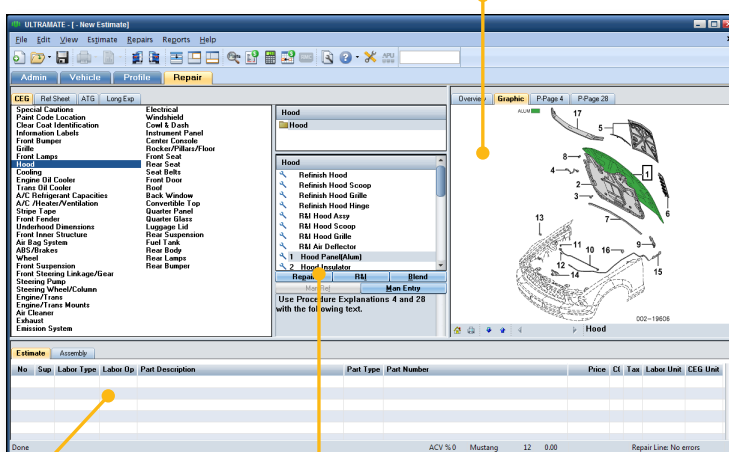 ULTRAMATE - [ - New Estimate]
File Edit View Estimate Repairs Reports Help
Admin Vehicle Profile Repair
CEG Ref Sheet ATG Long Exp
Special Cautions
Paint Code Location
Clear Coat Identification
Information Labels
Front Bumper
Grille
Front Lamps
Hood
Cooling
Engine Oil Cooler
Trans Oil Cooler
A/C Refrigerant Capacities
A/C /Heater/Ventilation
Stripe Tape
Front Fender
Underhood Dimensions
Front Inner Structure
Air Bag System
ABS/Brakes
Wheel
Front Suspension
Front Steering Linkage/Gear
Steering Pump
Steering Wheel/Column
Engine/Trans
Engine/Trans Mounts
Air Cleaner
Exhaust
Emission System
Electrical
Windshield
Cowl & Dash
Instrument Panel
Center Console
Rocker/Pillars/Floor
Front Seat
Rear Seat
Seat Belts
Front Door
Roof
Back Window
Convertible Top
Quarter Panel
Quarter Glass
Luggage Lid
Rear Suspension
Fuel Tank
Rear Body
Rear Lamps
Rear Bumper
Hood
Hood
Hood
Refinish Hood
Refinish Hood Scoop
Refinish Hood Grille
Refinish Hood Hinge
R&I Hood Assy
R&I Hood Scoop
R&I Hood Grille
R&I Air Deflector
1 Hood Panel(Alum)
2 Hood Insulator
Repair R&I Blend
Man Ref Man Entry
Use Procedure Explanations 4 and 28
with the following text.
Overview Graphic P-Page 4 P-Page 28
ALUM
17
5
8
4
1
2
3
6
7
13
11
10
16
9
12
14
15
002-19606
Hood
Estimate Assembly
No Sup Labor Type Labor Op Part Description Part Type Part Number Price Tax Labor Unit CEG Unit
Done ACV % 0 Mustang 12 0.00 Repair Line: No errors